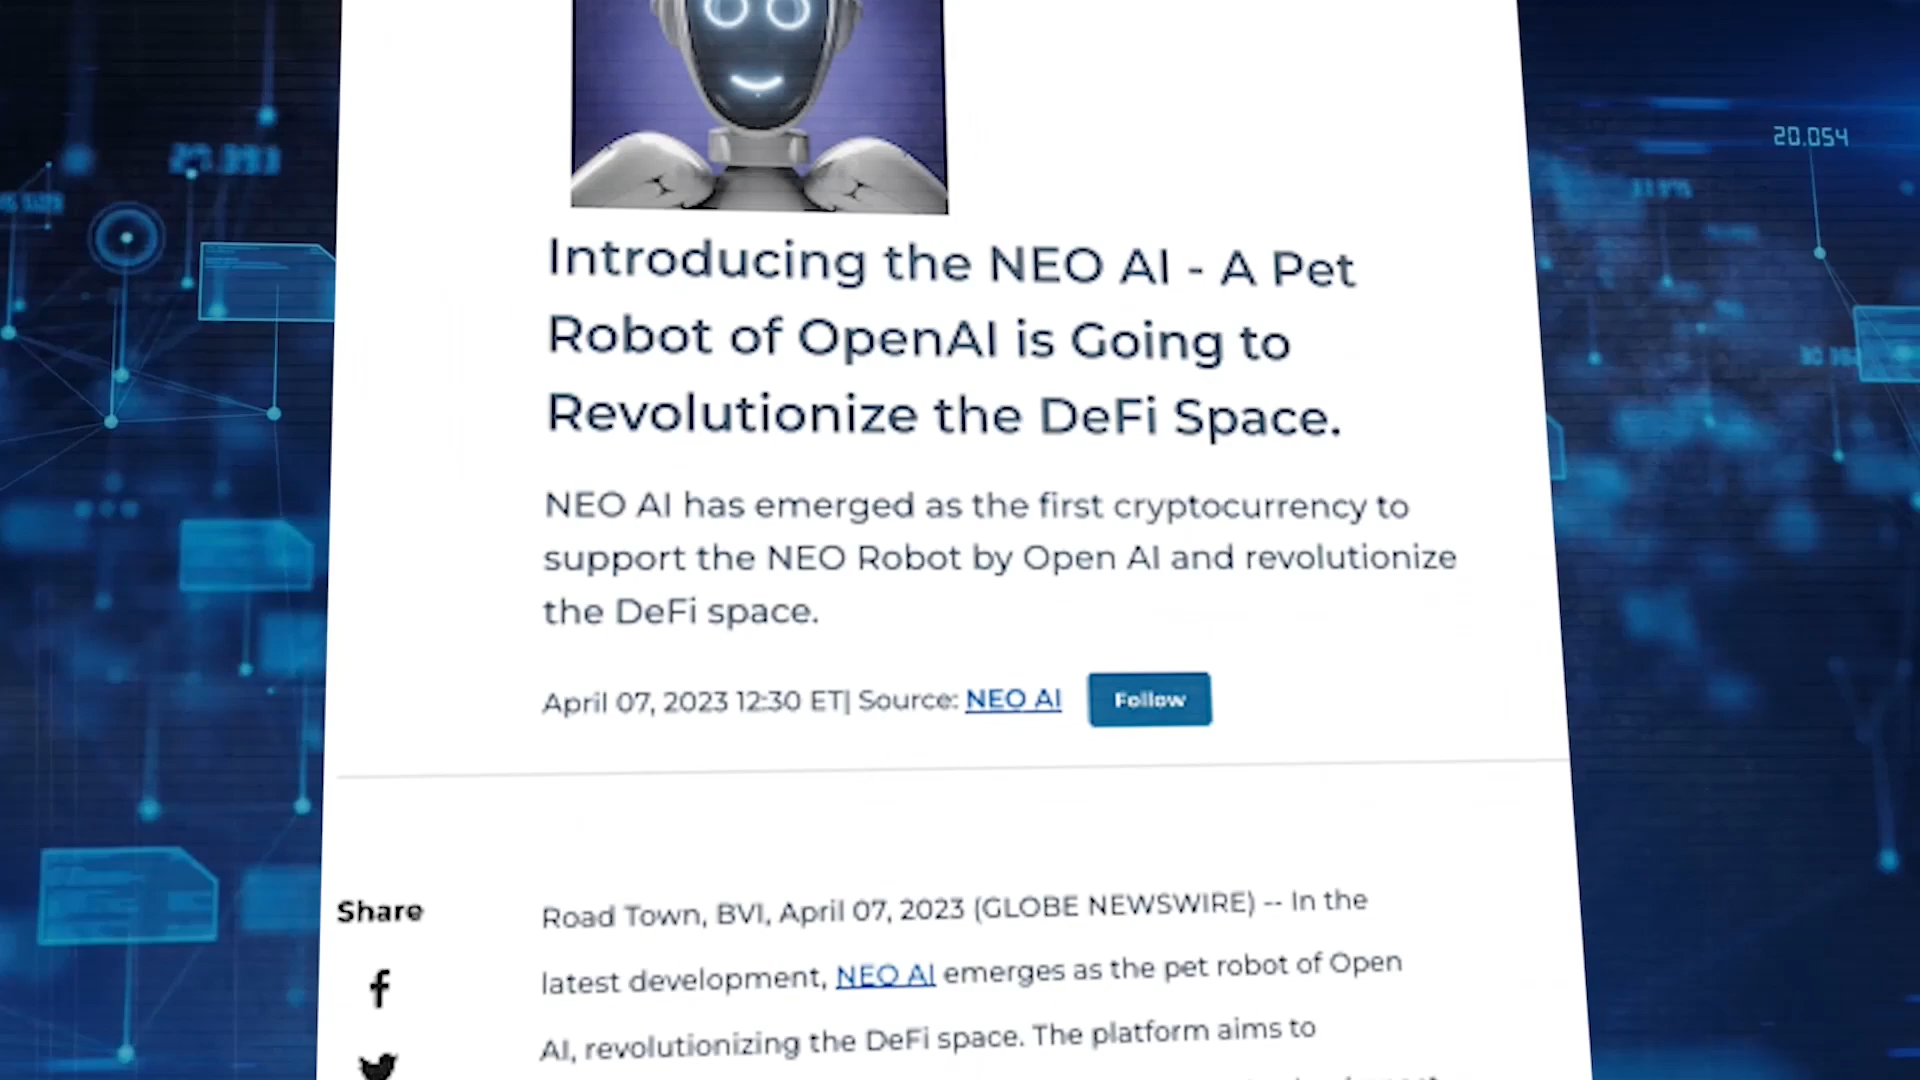 Introducing the NEO AI - A Pet
Robot of OpenAI is Going to
Revolutionize the DeFi Space.
NEO AI has emerged as the first cryptocurrency to
support the NEO Robot by Open AI and revolutionize
the DeFi space.
April 07, 2023 12:30 ET| Source: NEO AI Follow
Share
Road Town, BVI, April 07, 2023 (GLOBE NEWSWIRE) -- In the
latest development, NEO AI emerges as the pet robot of Open
AI, revolutionizing the DeFi space. The platform aims to
20.054